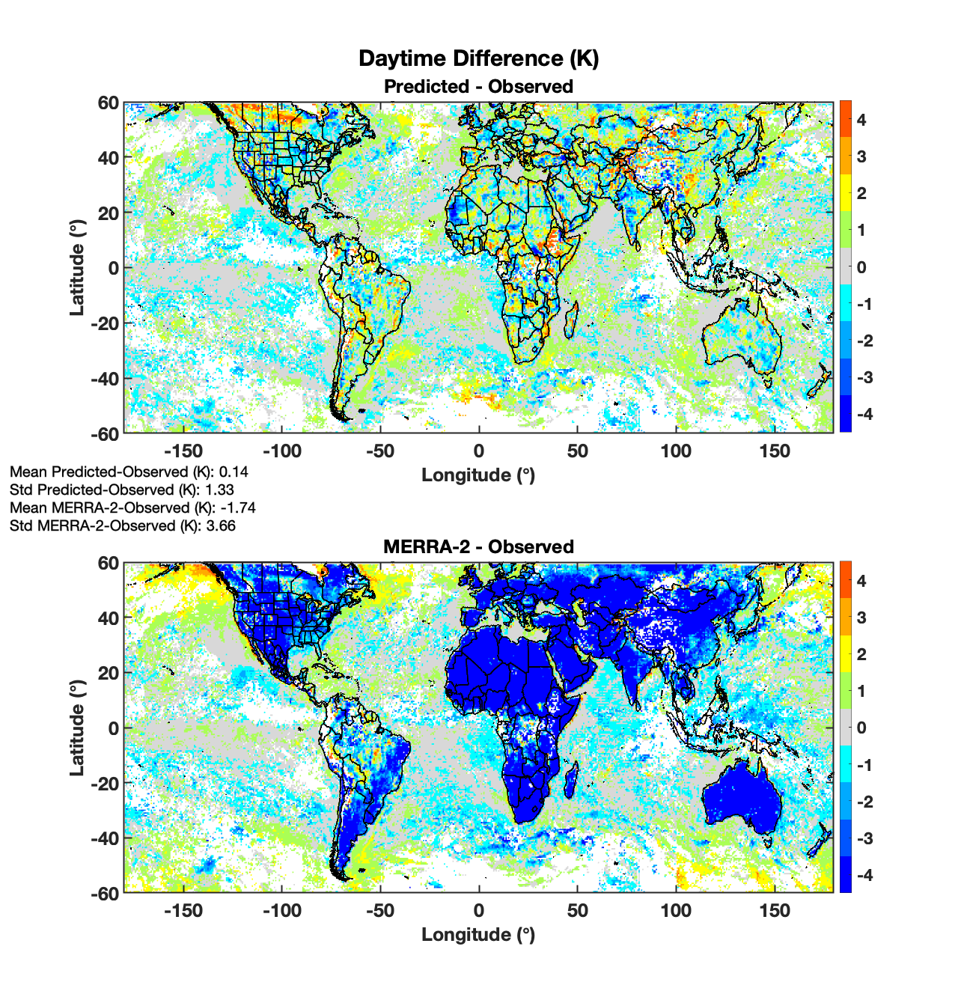 Daytime Difference (K)
Predicted - Observed
60
40
20
0
-20
-40
-60
Latitude (°)
-150 -100 -50 0 50 100 150
Longitude (°)
4
3
2
1
0
-1
-2
-3
-4
Mean Predicted-Observed (K): 0.14
Std Predicted-Observed (K): 1.33
Mean MERRA-2-Observed (K): -1.74
Std MERRA-2-Observed (K): 3.66
MERRA-2 - Observed
60
40
20
0
-20
-40
-60
Latitude (°)
-150 -100 -50 0 50 100 150
Longitude (°)
4
3
2
1
0
-1
-2
-3
-4